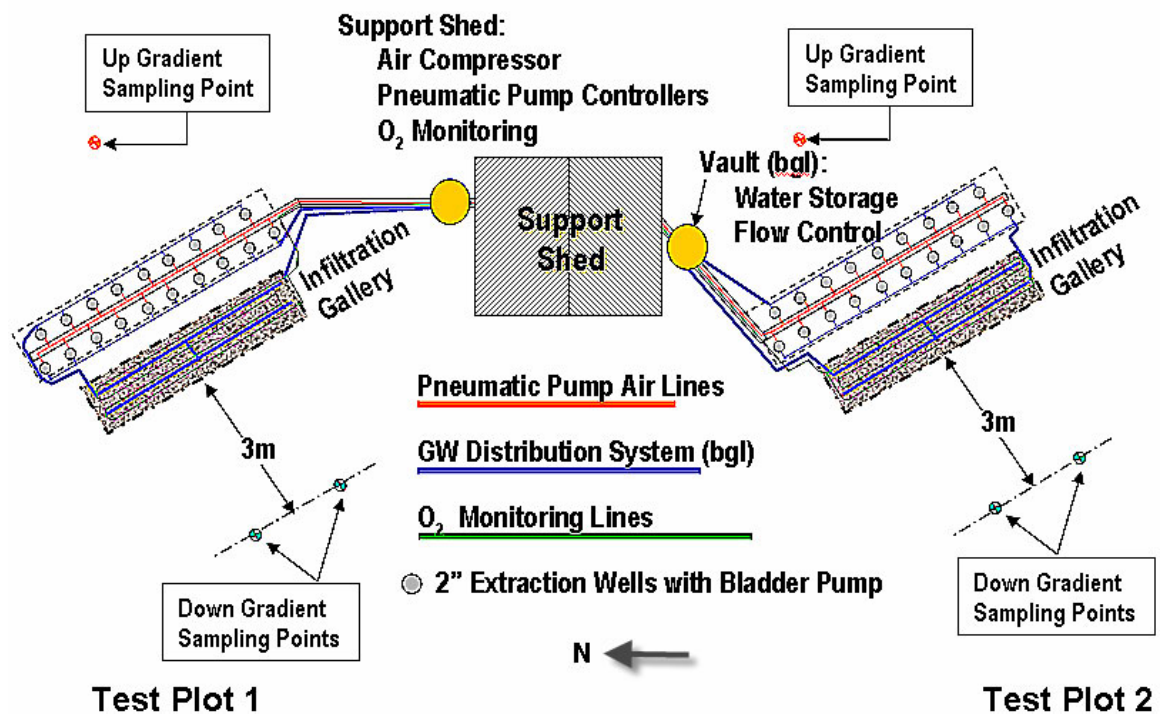 Support Shed:
Air Compressor
Pneumatic Pump Controllers
O2 Monitoring
Up Gradient
Sampling Point
Up Gradient
Sampling Point
Vault (bgl):
Water Storage
Flow Control
Support
Shed
Infiltration
Gallery
Infiltration
Gallery
Pneumatic Pump Air Lines
GW Distribution System (bgl)
O2 Monitoring Lines
2” Extraction Wells with Bladder Pump
3m
3m
Down Gradient
Sampling Points
Down Gradient
Sampling Points
N
Test Plot 1
Test Plot 2